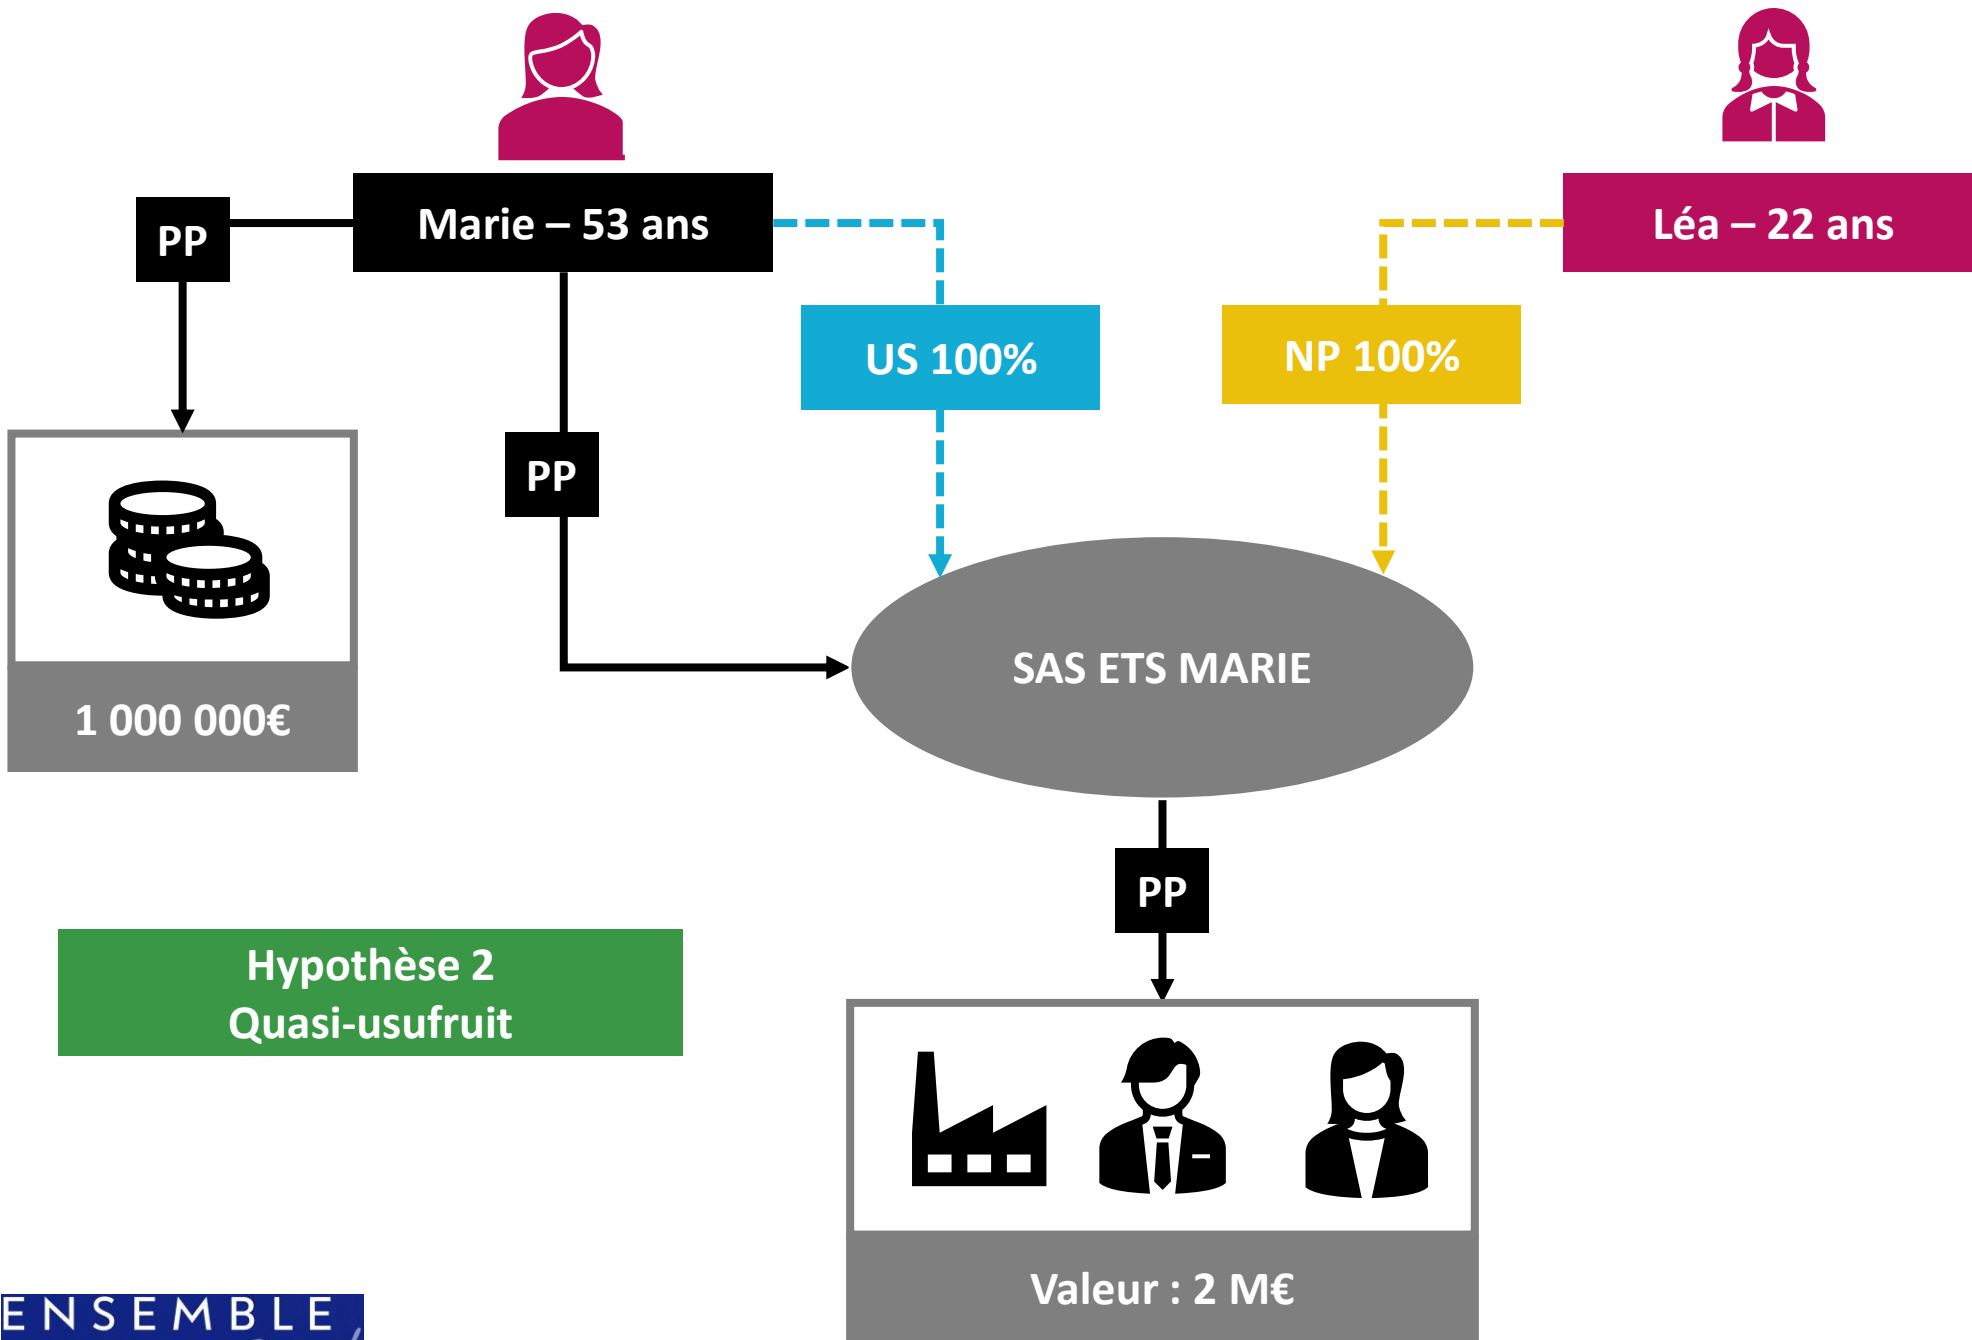 Marie – 53 ans
Léa – 22 ans
PP
US 100%
NP 100%
PP
SAS ETS MARIE
1 000 000€
PP
Hypothèse 2
Quasi-usufruit
Valeur : 2 M€
ENSEMBLE